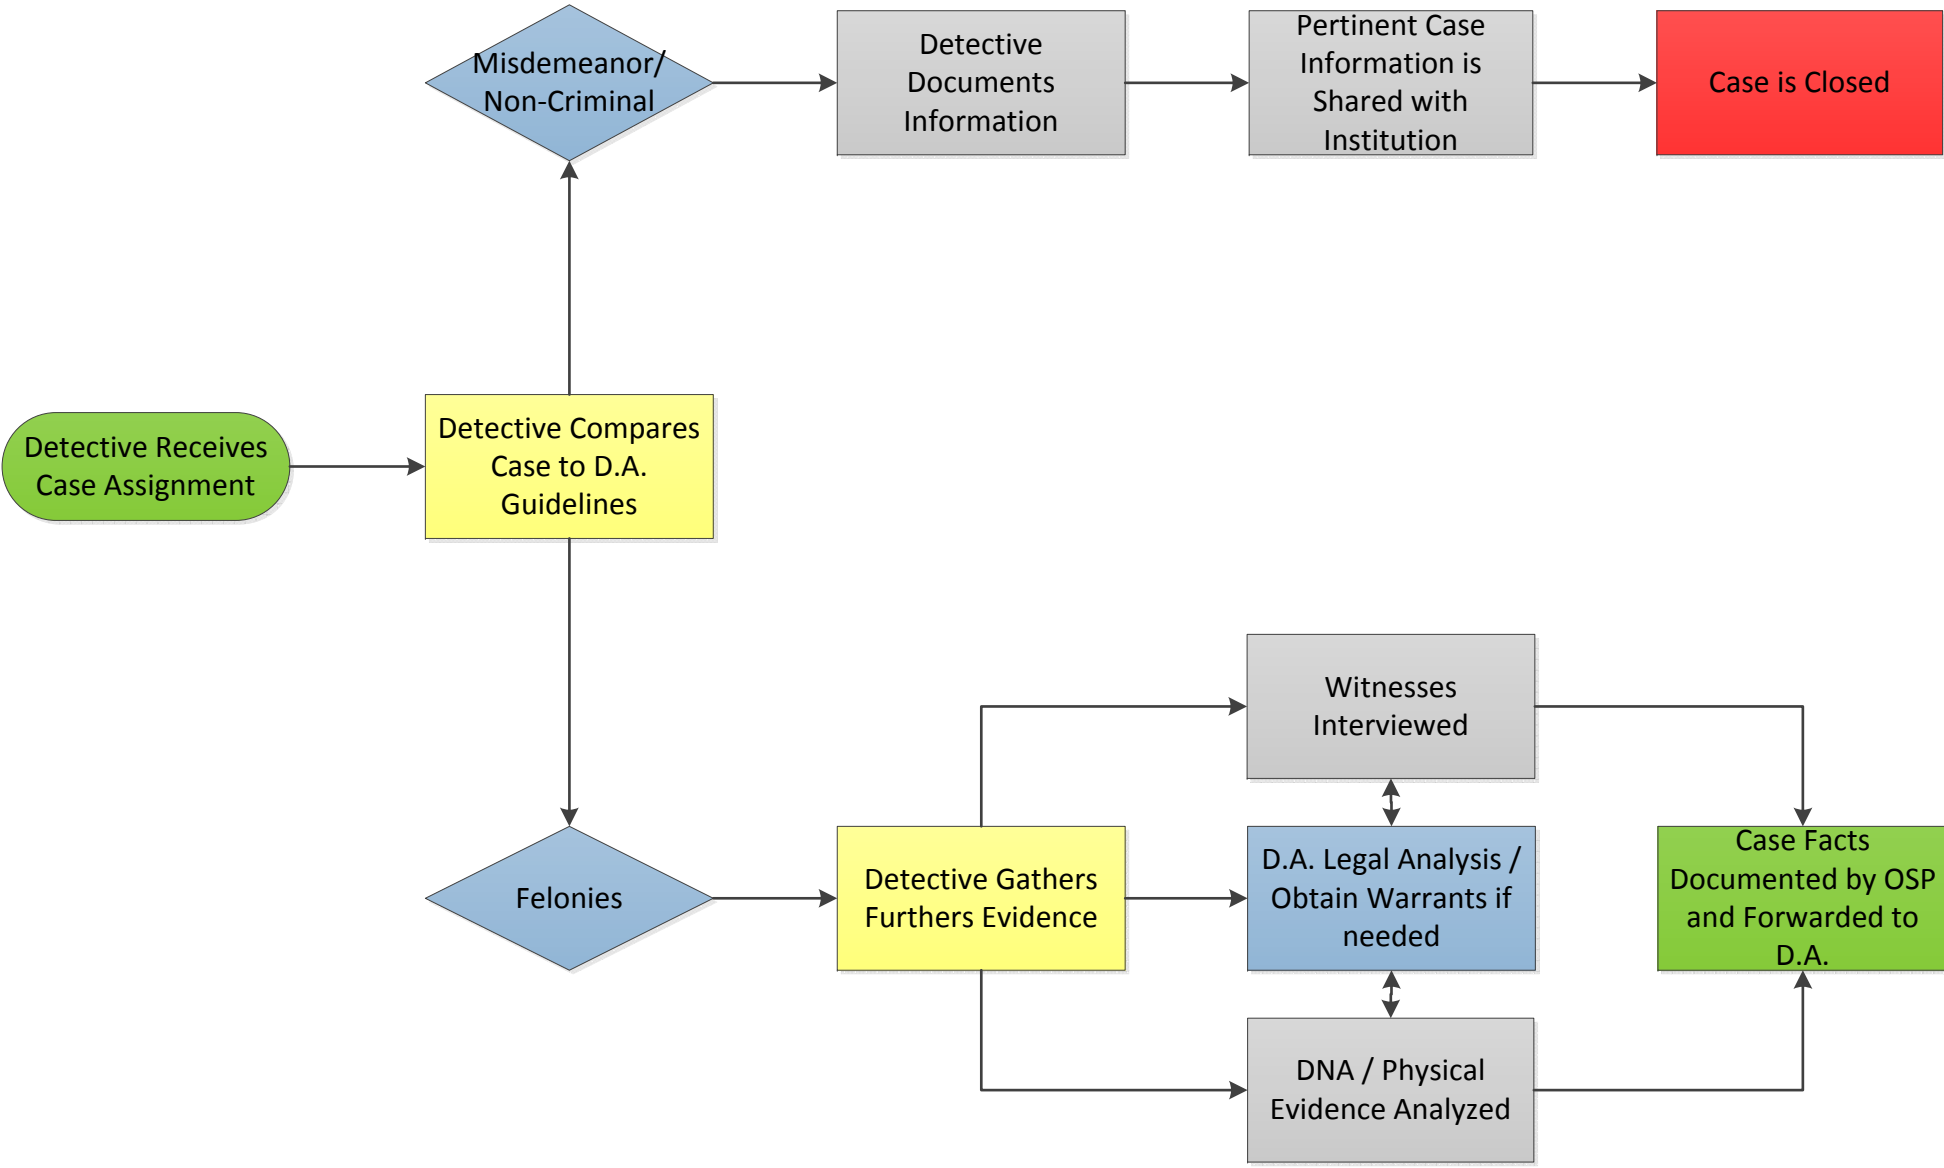 Misdemeanor/
Non-Criminal
Detective
Documents
Information
Pertinent Case
Information is
Shared with
Institution
Case is Closed
Detective Receives
Case Assignment
Detective Compares
Case to D.A.
Guidelines
Felonies
Detective Gathers
Furthers Evidence
Witnesses
Interviewed
D.A. Legal Analysis /
Obtain Warrants if
needed
DNA / Physical
Evidence Analyzed
Case Facts
Documented by OSP
and Forwarded to
D.A.